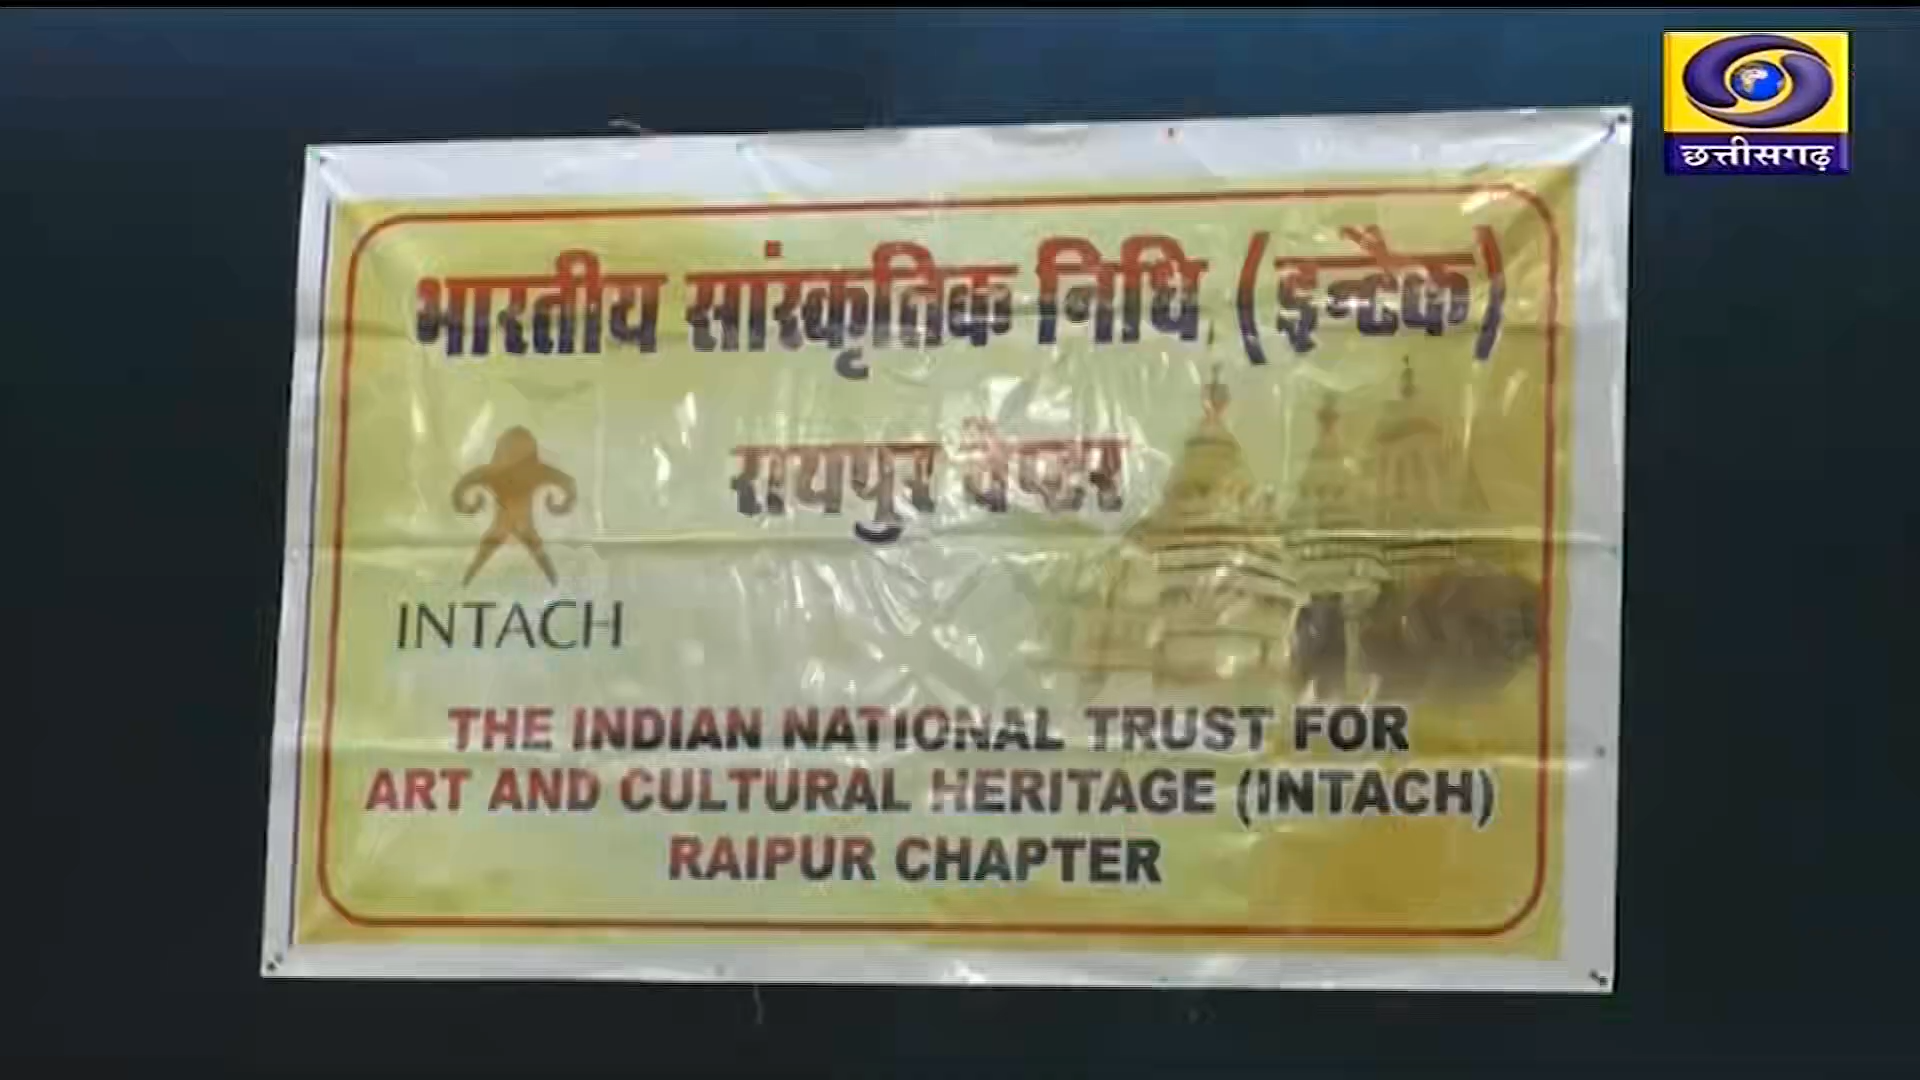 छत्तीसगढ़
भारतीय सांस्कृतिक निधि (इन्टैक)
रायपुर चैप्टर
INTACH
THE INDIAN NATIONAL TRUST FOR
ART AND CULTURAL HERITAGE (INTACH)
RAIPUR CHAPTER